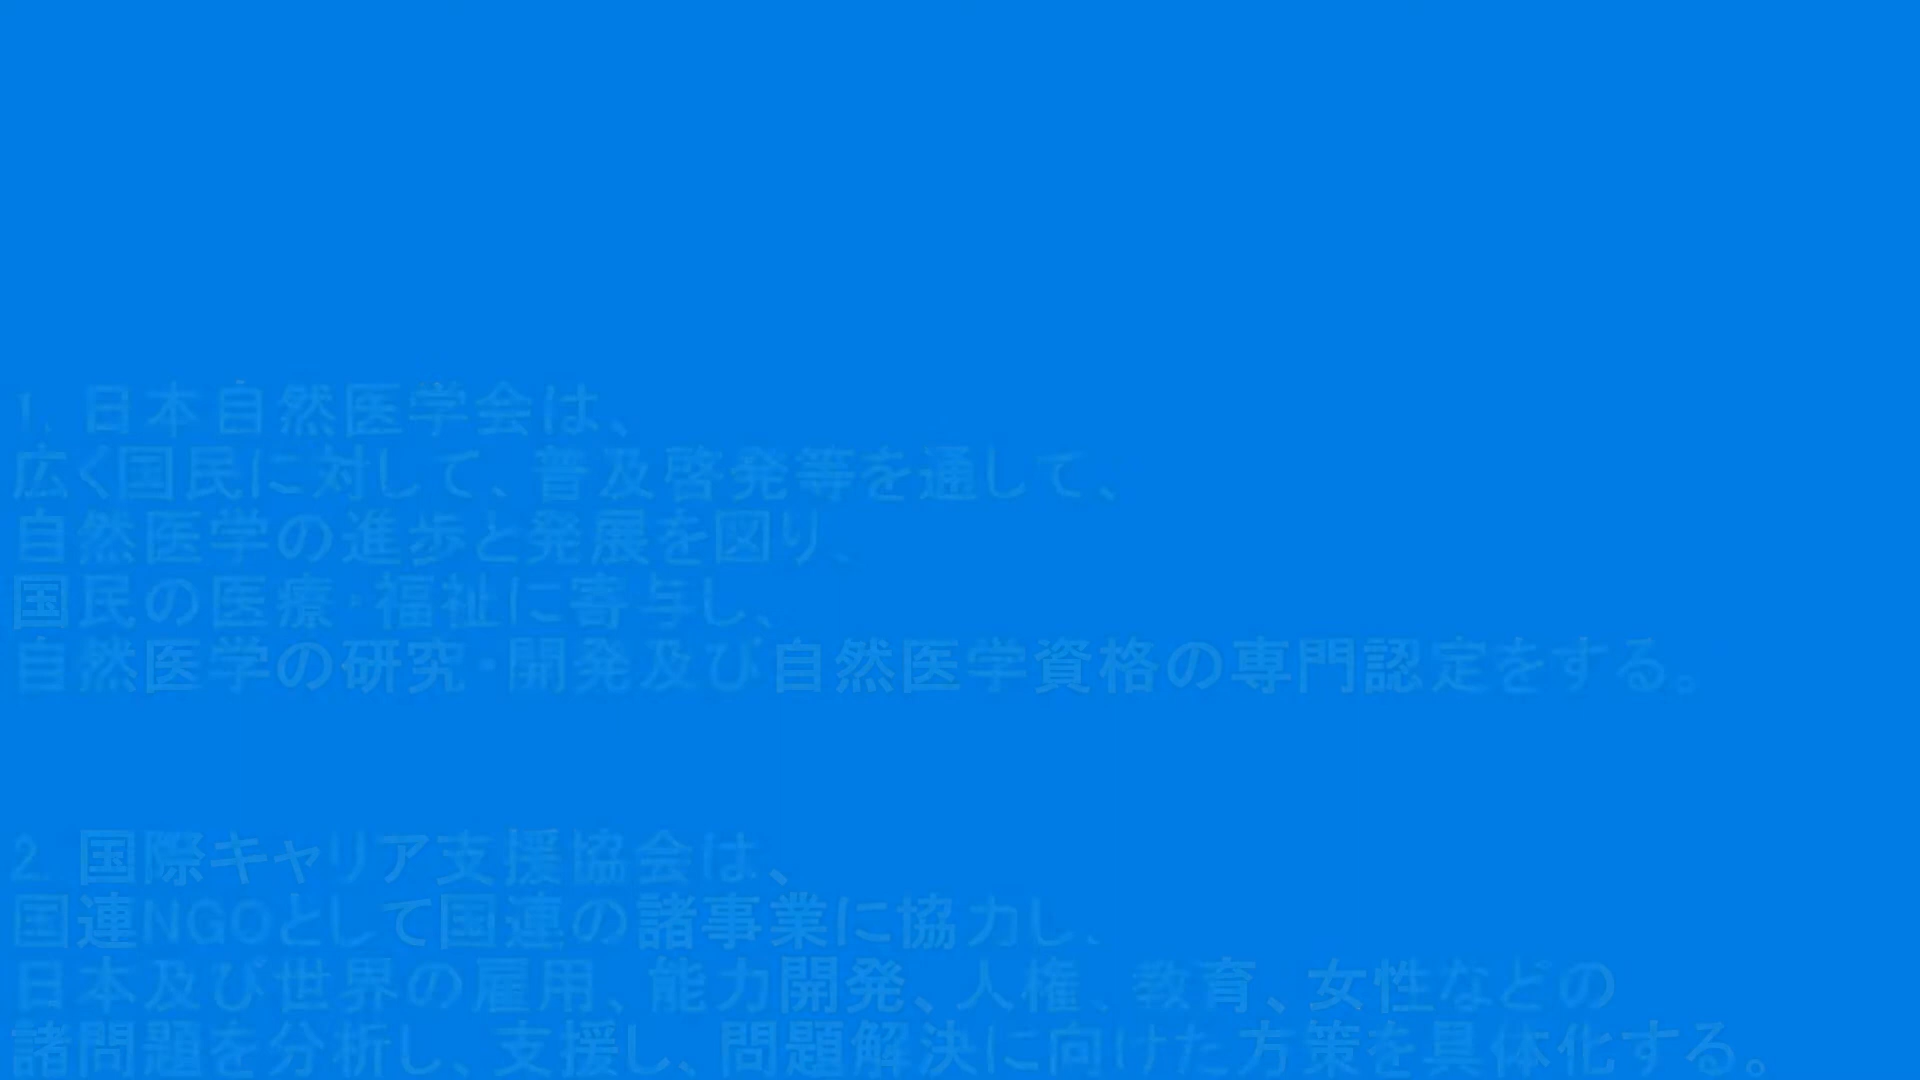 1. 日本自然医学会は、
広く国民に対して、普及啓発等を通して、
自然医学の進歩と発展を図り、
国民の医療・福祉に寄与し、
自然医学の研究・開発及び自然医学資格の専門認定をする。
2. 国際キャリア支援協会は、
国連NGOとして国連の諸事業に協力し、
日本及び世界の雇用、能力開発、人権、教育、女性などの
諸問題を分析し、支援し、問題解決に向けた方策を具体化する。